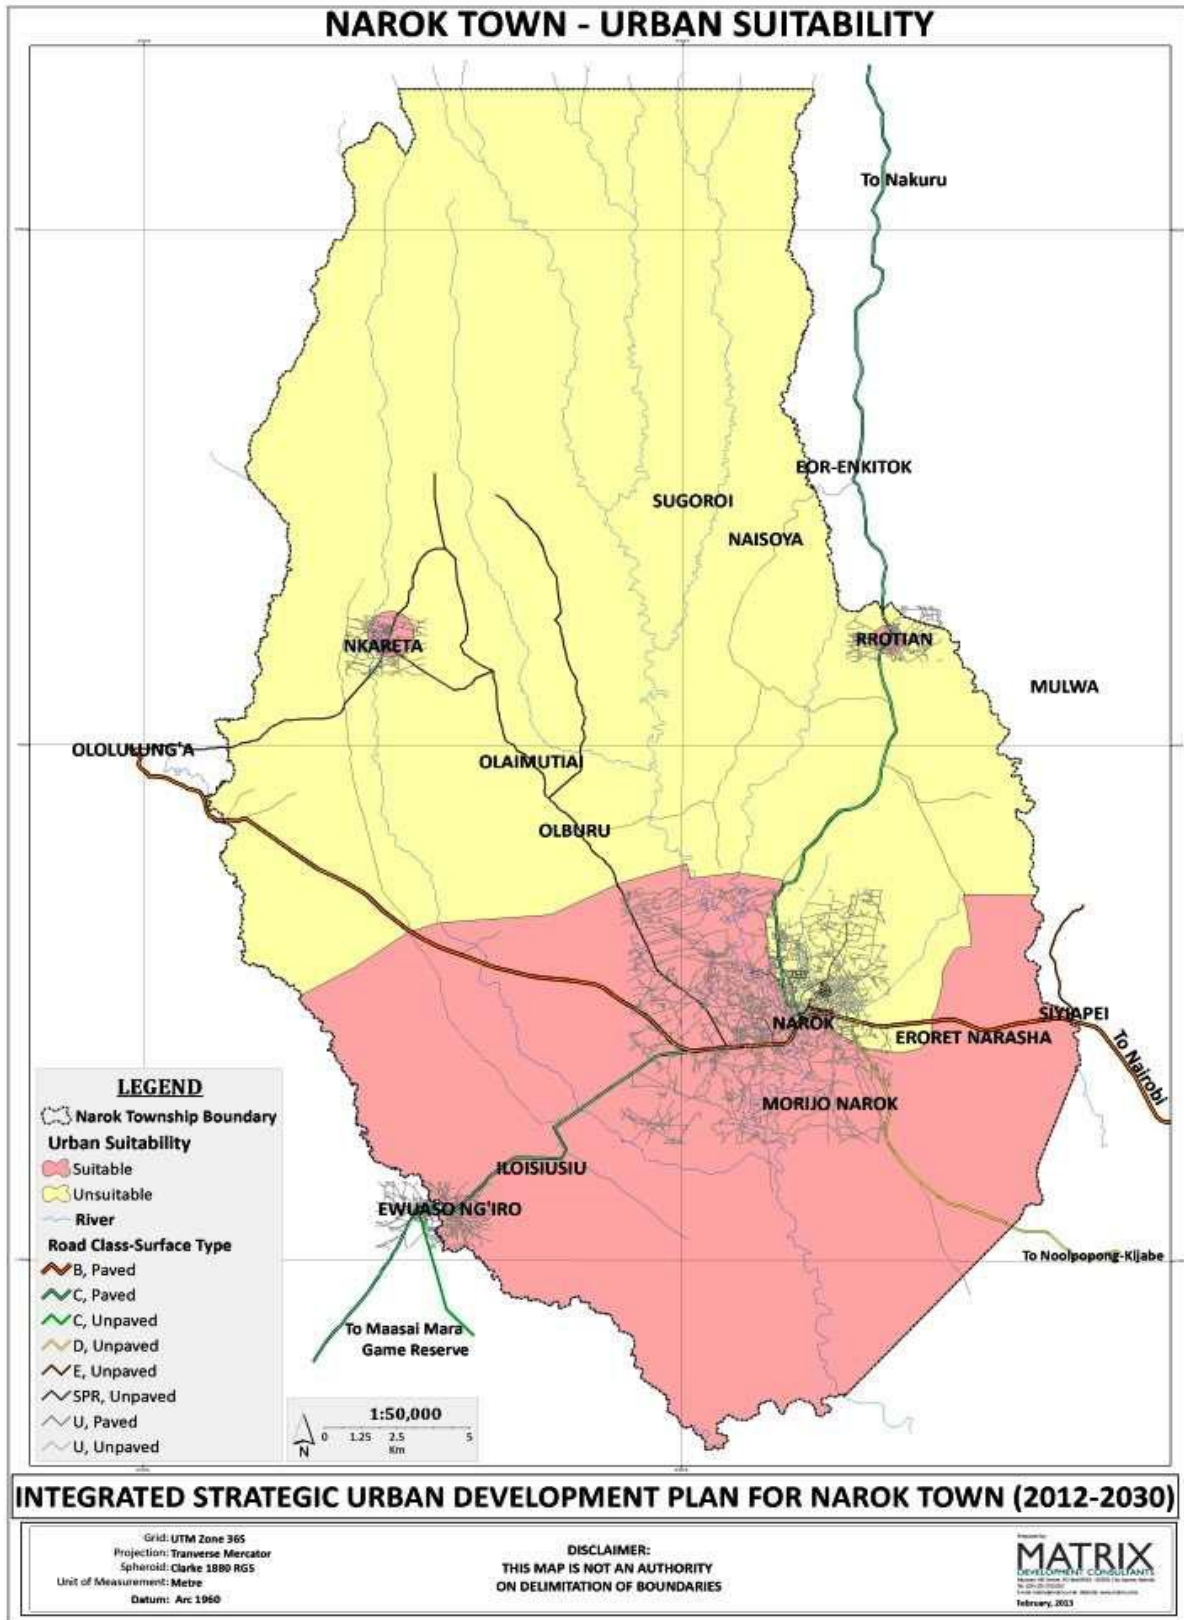 NAROK TOWN - URBAN SUITABILITY
To Nakuru
EOR-ENKITOK
SUGOROI
NAISOYA
NKARETA
RROTIAN
MULWA
OLOLULUNG'A
OLAIMUTIAI
OLBURU
NAROK
SIYIAPEI
ERORET NARASHA
To Nairobi
MORIJO NAROK
ILOISIUSIU
EWUASO NG'IRO
To Noolpopong-Kijabe
To Maasai Mara
Game Reserve
LEGEND
Narok Township Boundary
Urban Suitability
Suitable
Unsuitable
River
Road Class-Surface Type
B, Paved
C, Paved
C, Unpaved
D, Unpaved
E, Unpaved
SPR, Unpaved
U, Paved
U, Unpaved
1:50,000
0 1.25 2.5 5
Km
N
INTEGRATED STRATEGIC URBAN DEVELOPMENT PLAN FOR NAROK TOWN (2012-2030)
Grid: UTM Zone 36S
Projection: Tranverse Mercator
Spheroid: Clarke 1880 RGS
Unit of Measurement: Metre
Datum: Arc 1960
DISCLAIMER:
THIS MAP IS NOT AN AUTHORITY
ON DELIMITATION OF BOUNDARIES
MATRIX
DEVELOPMENT CONSULTANTS
February, 2013